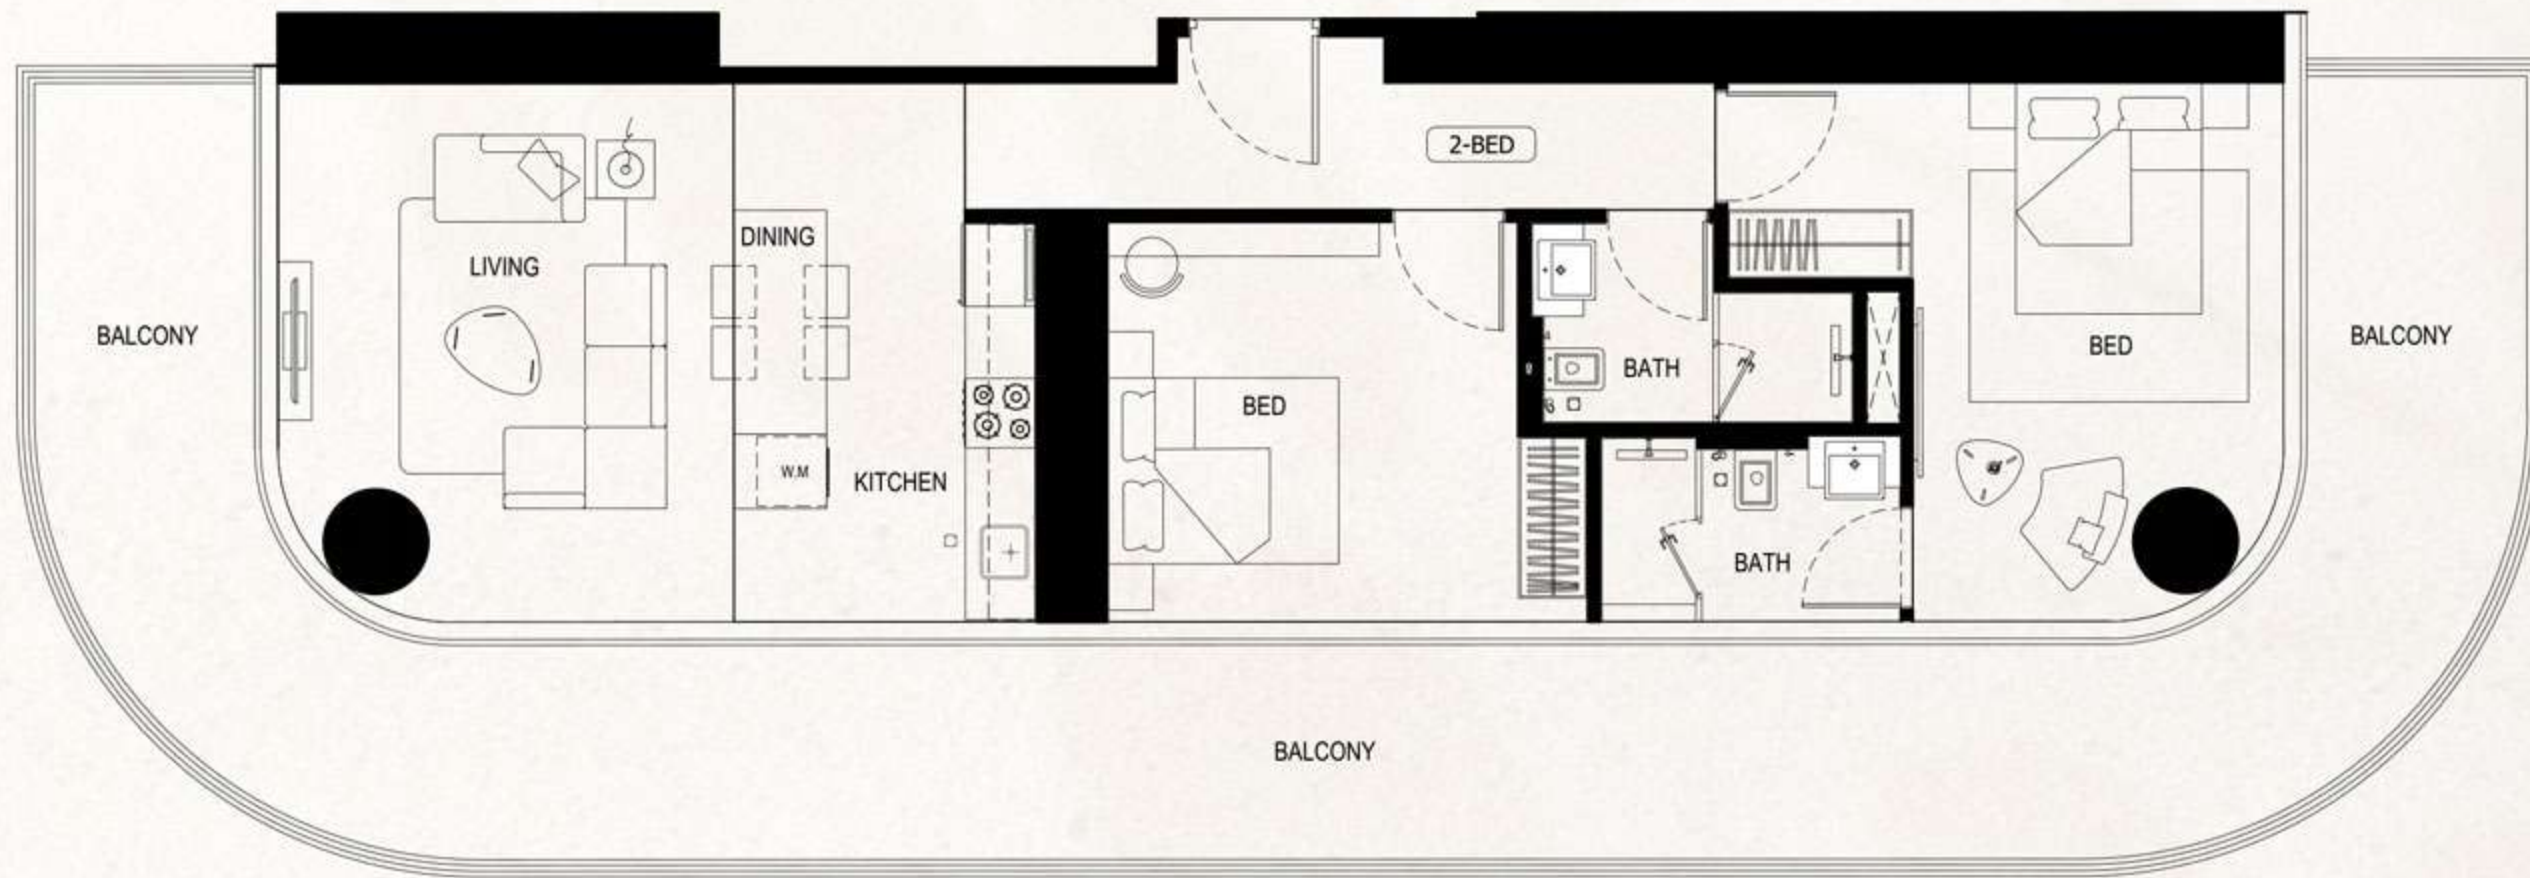 2-BED
DINING
LIVING
BALCONY
BALCONY
BED
BATH
BED
W.M
KITCHEN
BATH
BALCONY